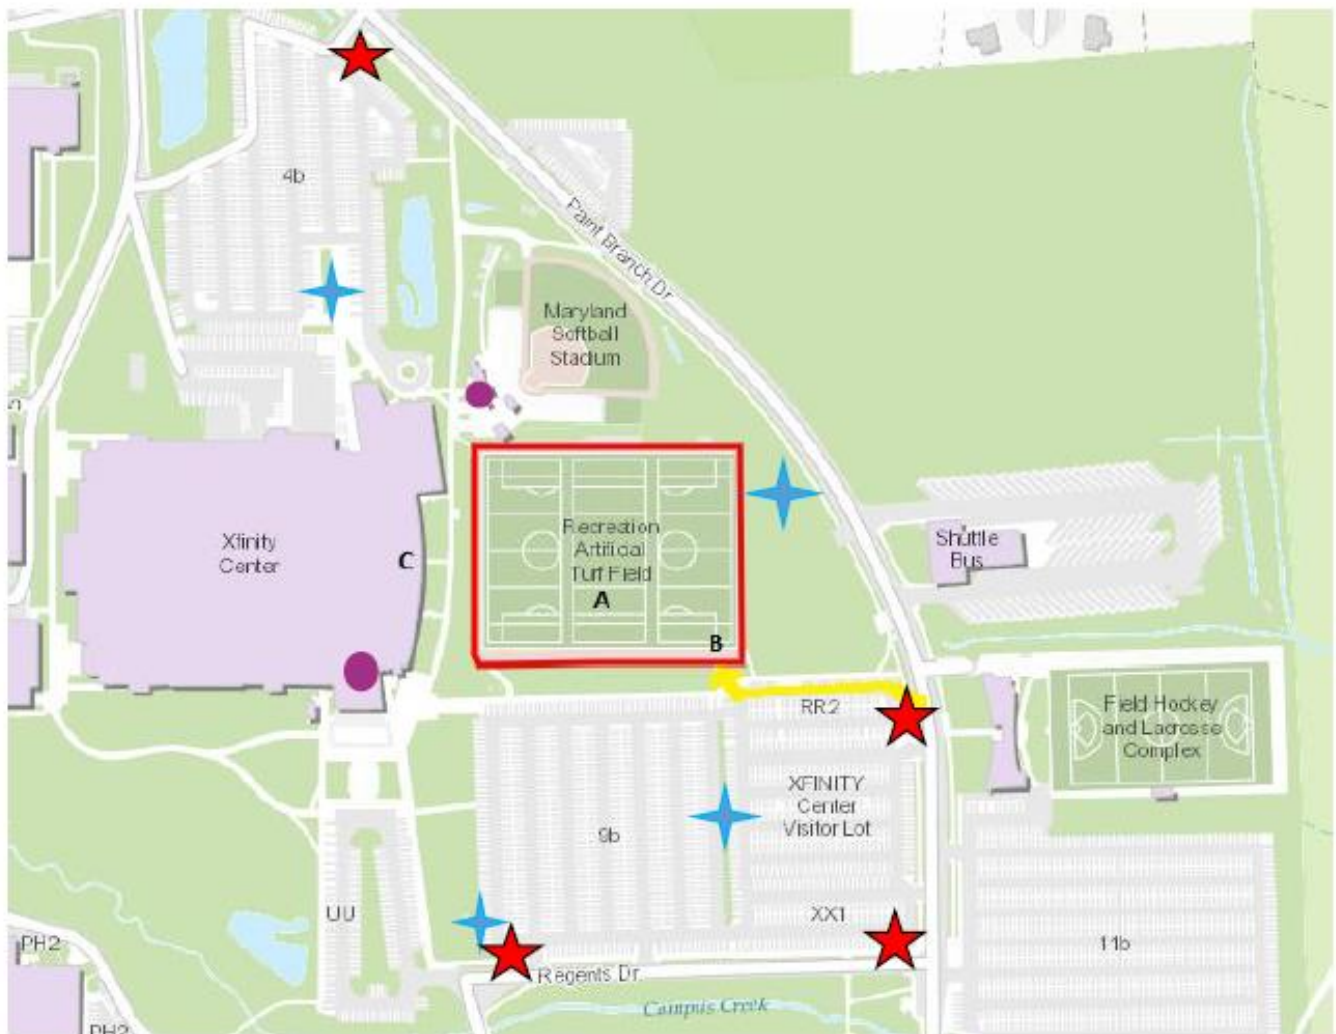 4b
Paint Branch Dr
Maryland
Softball
Stadium
Xfinity
Center
C
Recreation
Artificial
Turf Field
A
B
Shuttle
Bus
RR2
Field Hockey
and Lacrosse
Complex
XFINITY
Center
Visitor Lot
9b
UU
XX1
11b
PH2
Regents Dr
Campus Creek
PH2